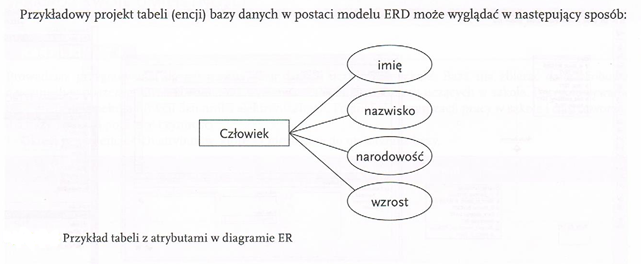 Przykładowy projekt tabeli (encji) bazy danych w postaci modelu ERD może wyglądać w następujący sposób:
imię
nazwisko
Człowiek
narodowość
wzrost
Przykład tabeli z atrybutami w diagramie ER